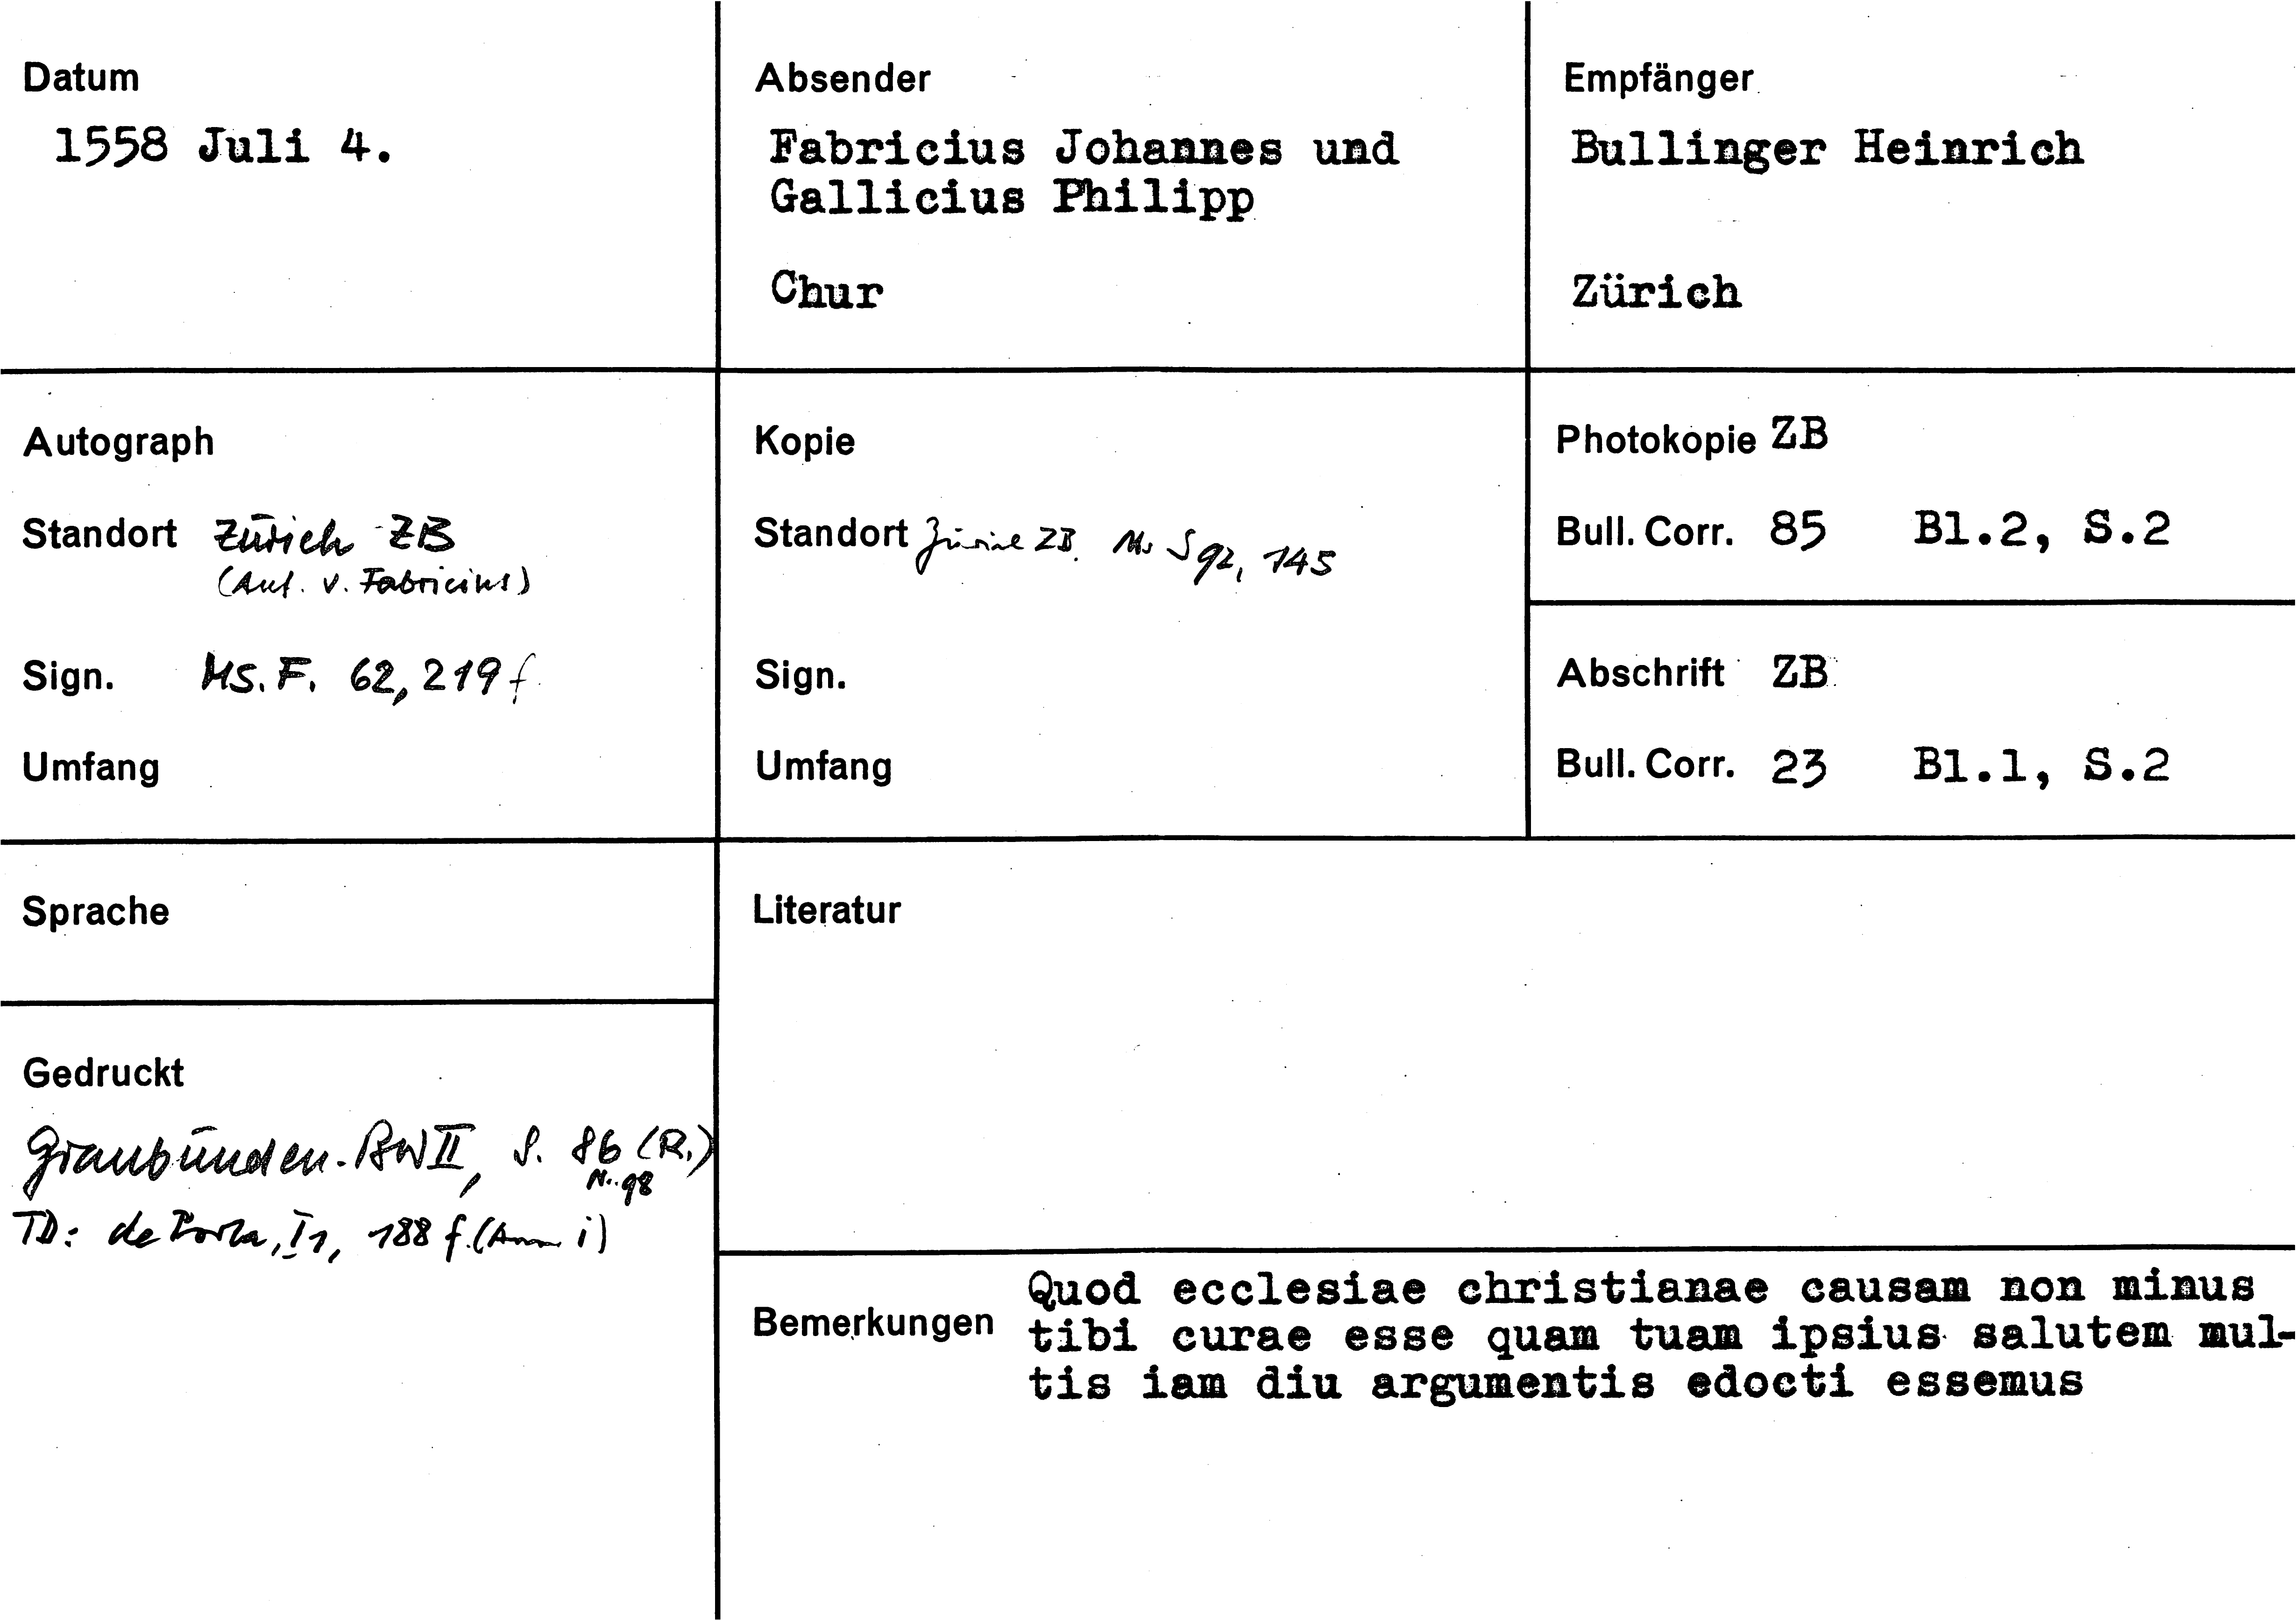 Datum
1558 Juli 4.
Absender
Fabricius Johannes und
Gallicius Philipp
Chur
Empfänger
Bullinger Heinrich
Zürich
Autograph
Standort Zürich ZB
(Aut. v. Fabricius)
Sign. Ms. F. 62, 219 f
Umfang
Kopie
Standort Zürich ZB. Ms S 92, 145
Sign.
Umfang
Photokopie ZB
Bull. Corr. 85 Bl.2, S.2
Abschrift ZB
Bull. Corr. 23 Bl.1, S.2
Sprache
Gedruckt
Graubünden. BW II, S. 86 (R.)
Nr. 98
TD: de Porta, I1, 188 f. (Anm i)
Literatur
Bemerkungen
Quod ecclesiae christianae causam non minus
tibi curae esse quam tuam ipsius salutem mul-
tis iam diu argumentis edocti essemus